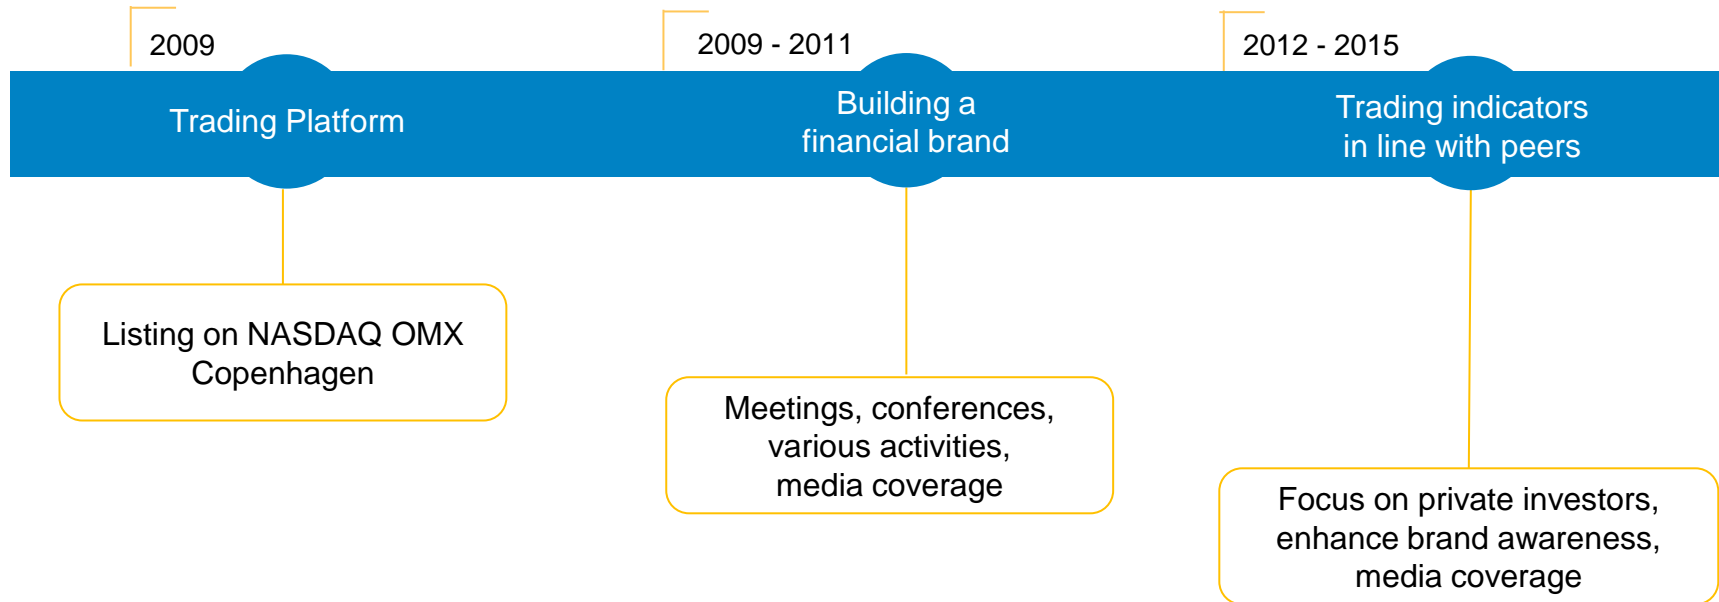 2009
Trading Platform
Listing on NASDAQ OMX
Copenhagen
2009 - 2011
Building a
financial brand
Meetings, conferences,
various activities,
media coverage
2012 - 2015
Trading indicators
in line with peers
Focus on private investors,
enhance brand awareness,
media coverage